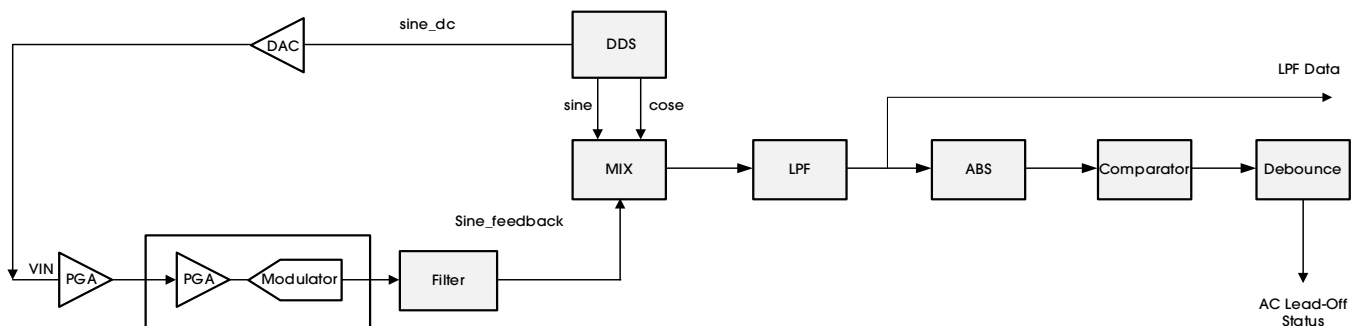 sine_dc
DAC
DDS
LPF Data
sine
cose
MIX
LPF
ABS
Comparator
Debounce
Sine_feedback
VIN
PGA
PGA
Modulator
Filter
AC Lead-Off
Status